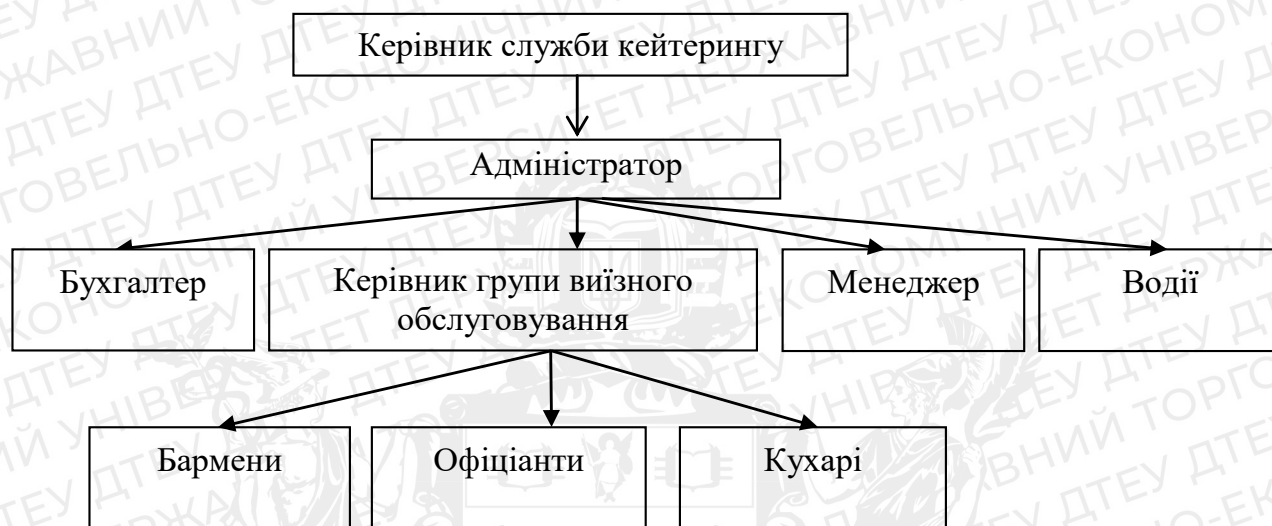 Керівник служби кейтерингу
Адміністратор
Бухгалтер
Керівник групи виїзного
обслуговування
Менеджер
Водії
Бармени
Офіціанти
Кухарі